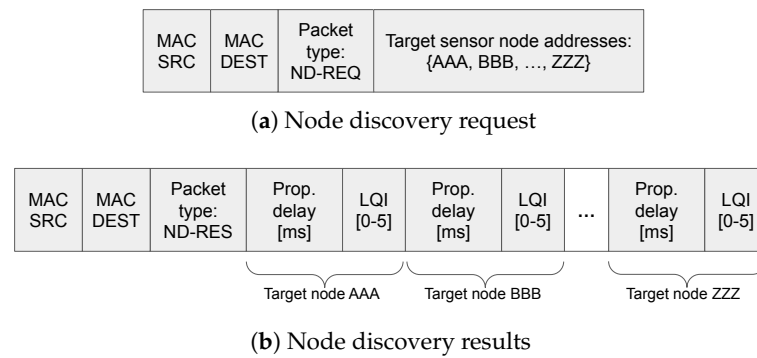 MAC SRC
MAC DEST
Packet type: ND-REQ
Target sensor node addresses: {AAA, BBB, …, ZZZ}
(a) Node discovery request
MAC SRC
MAC DEST
Packet type: ND-RES
Prop. delay [ms]
LQI [0-5]
Prop. delay [ms]
LQI [0-5]
...
Prop. delay [ms]
LQI [0-5]
Target node AAA
Target node BBB
Target node ZZZ
(b) Node discovery results